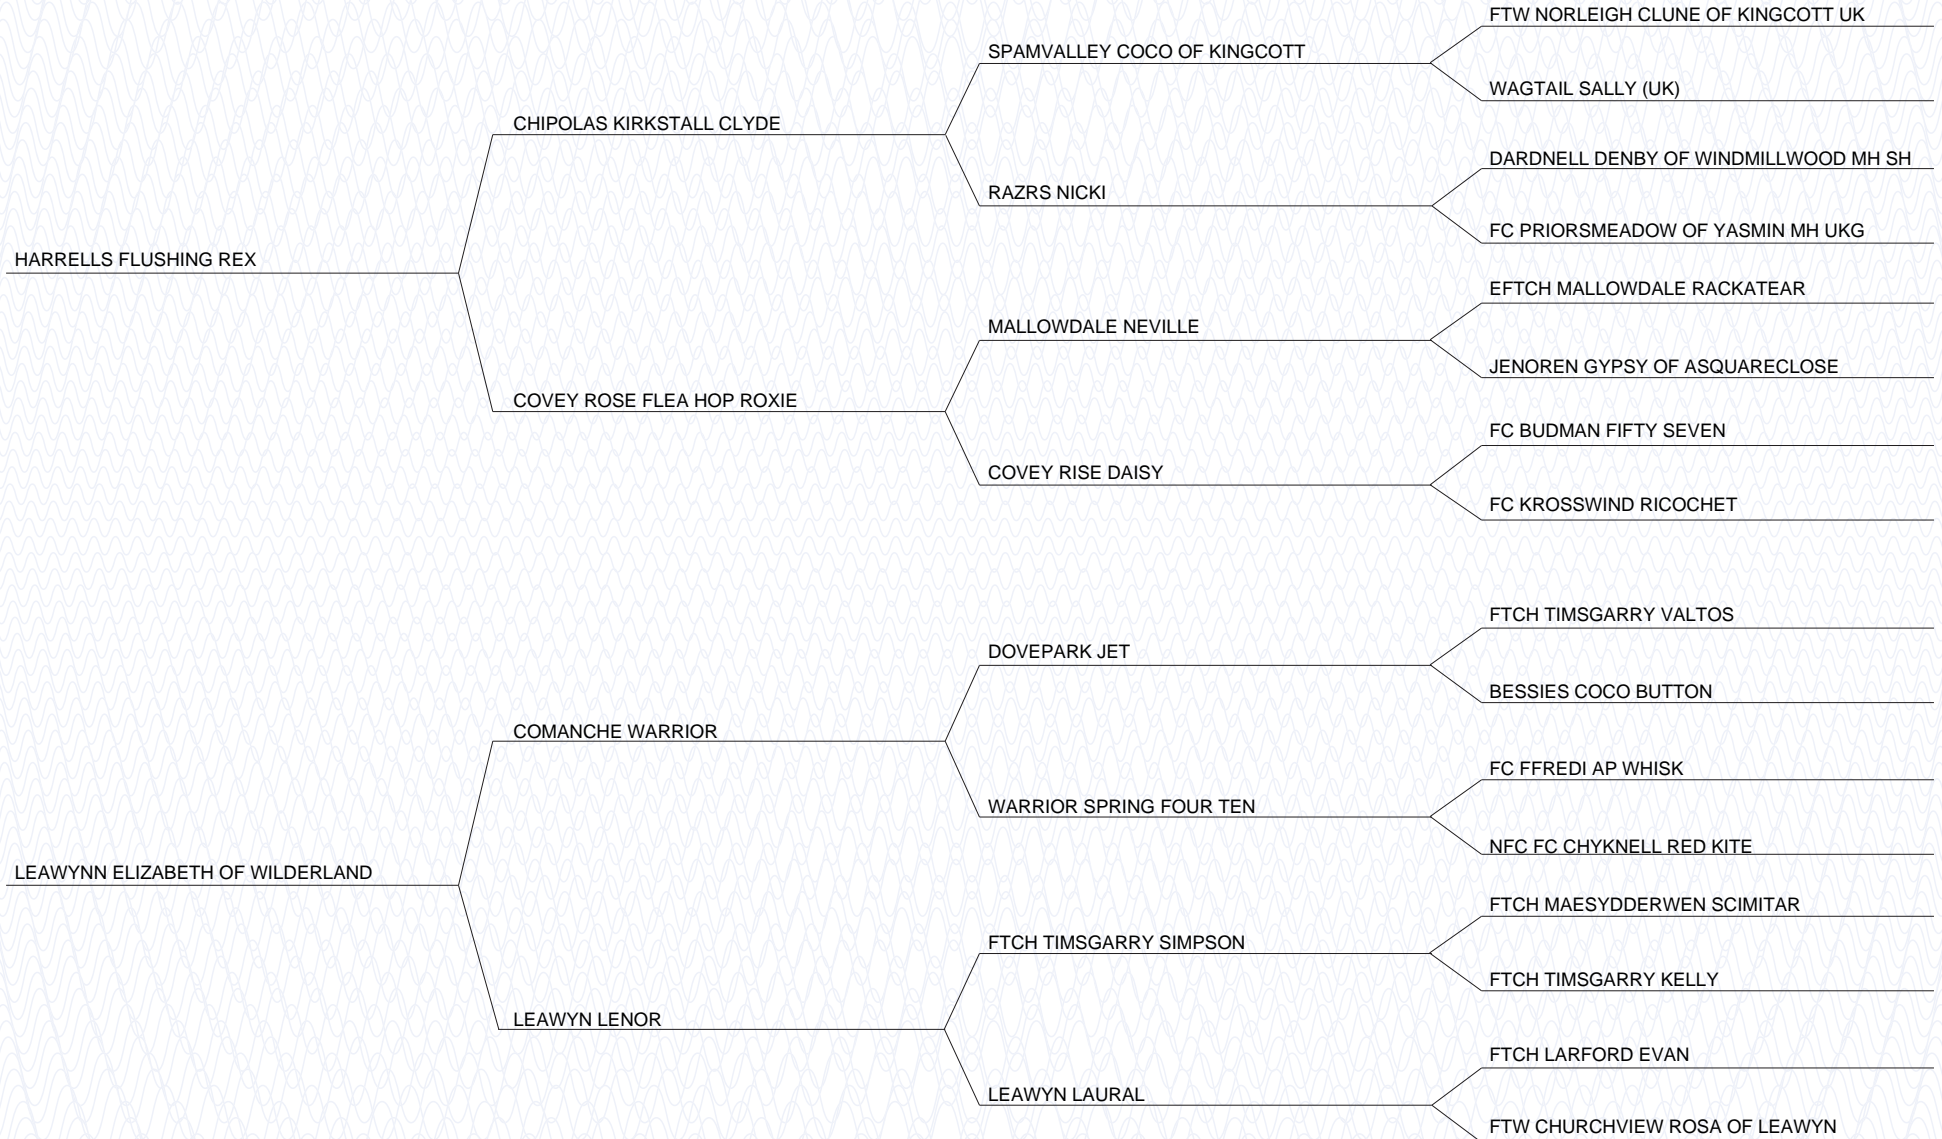 HARRELLS FLUSHING REX
CHIPOLAS KIRKSTALL CLYDE
SPAMVALLEY COCO OF KINGCOTT
FTW NORLEIGH CLUNE OF KINGCOTT UK
WAGTAIL SALLY (UK)
RAZRS NICKI
DARDNELL DENBY OF WINDMILLWOOD MH SH
FC PRIORSMEADOW OF YASMIN MH UKG
COVEY ROSE FLEA HOP ROXIE
MALLOWDALE NEVILLE
EFTCH MALLOWDALE RACKATEAR
JENOREN GYPSY OF ASQUARECLOSE
COVEY RISE DAISY
FC BUDMAN FIFTY SEVEN
FC KROSSWIND RICOCHET
LEAWYNN ELIZABETH OF WILDERLAND
COMANCHE WARRIOR
DOVEPARK JET
FTCH TIMSGARRY VALTOS
BESSIES COCO BUTTON
WARRIOR SPRING FOUR TEN
FC FFREDI AP WHISK
NFC FC CHYKNELL RED KITE
LEAWYN LENOR
FTCH TIMSGARRY SIMPSON
FTCH MAESYDDERWEN SCIMITAR
FTCH TIMSGARRY KELLY
LEAWYN LAURAL
FTCH LARFORD EVAN
FTW CHURCHVIEW ROSA OF LEAWYN